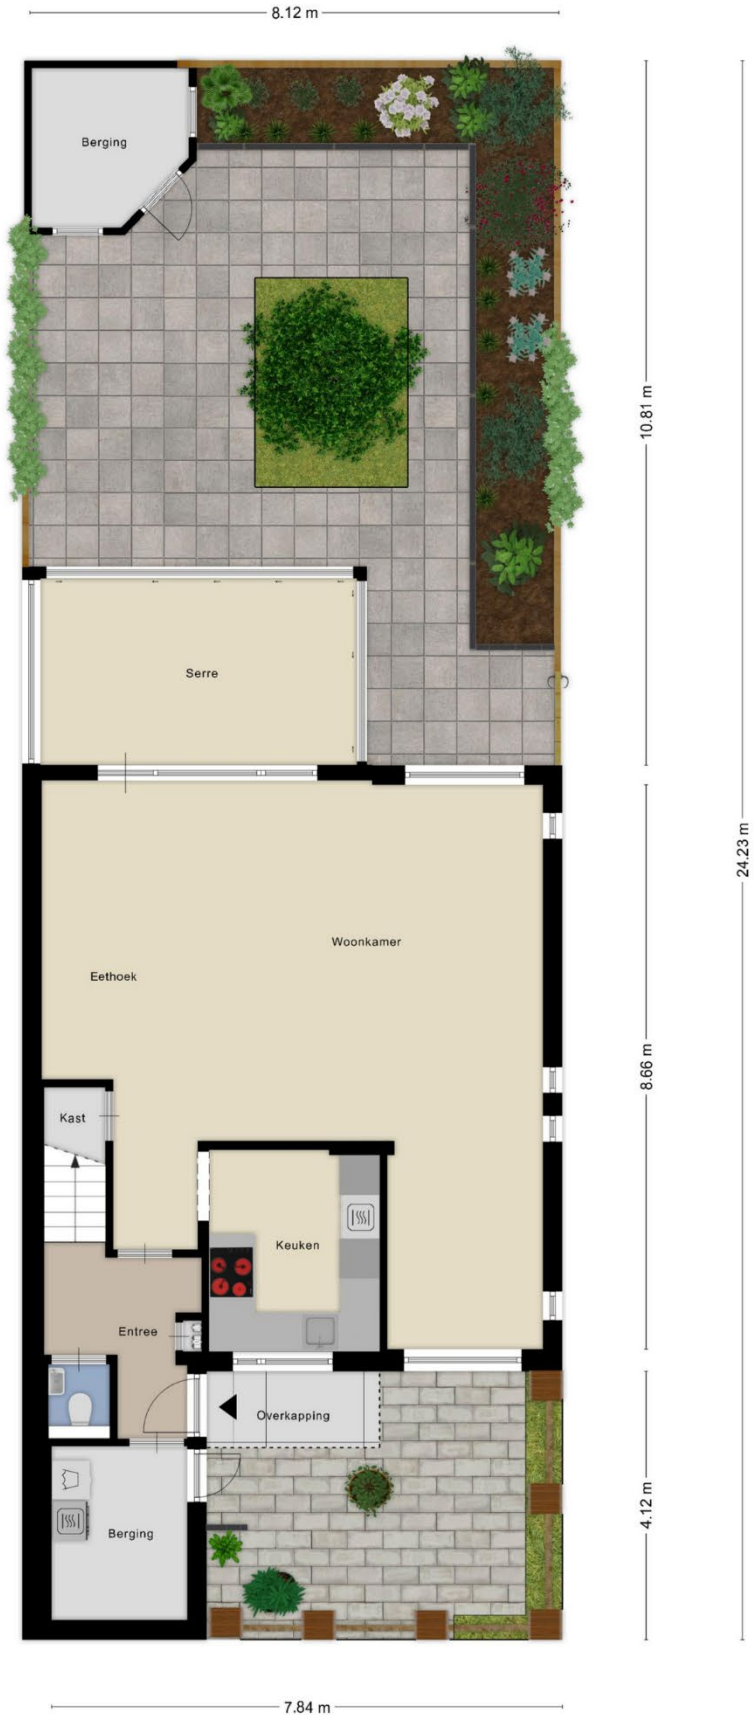 8.12 m
Berging
10.81 m
Serre
24.23 m
Woonkamer
Eethoek
8.66 m
Kast
Keuken
Entree
Overkapping
4.12 m
Berging
7.84 m